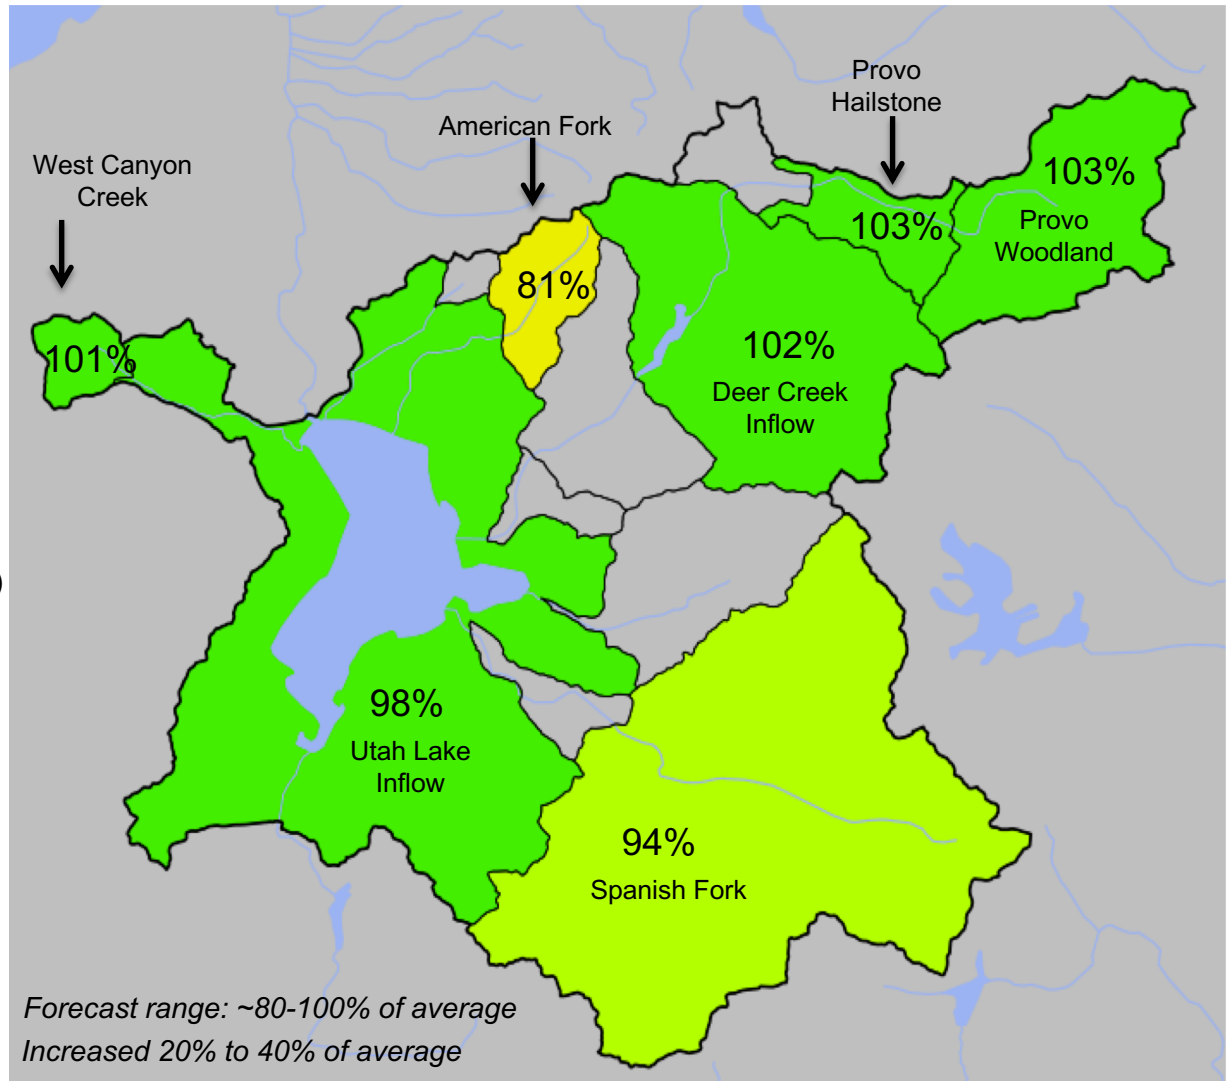 Provo
Hailstone
American Fork
West Canyon
Creek
103%
Provo
Woodland
103%
81%
101%
102%
Deer Creek
Inflow
98%
Utah Lake
Inflow
94%
Spanish Fork
Forecast range: ~80-100% of average
Increased 20% to 40% of average
)